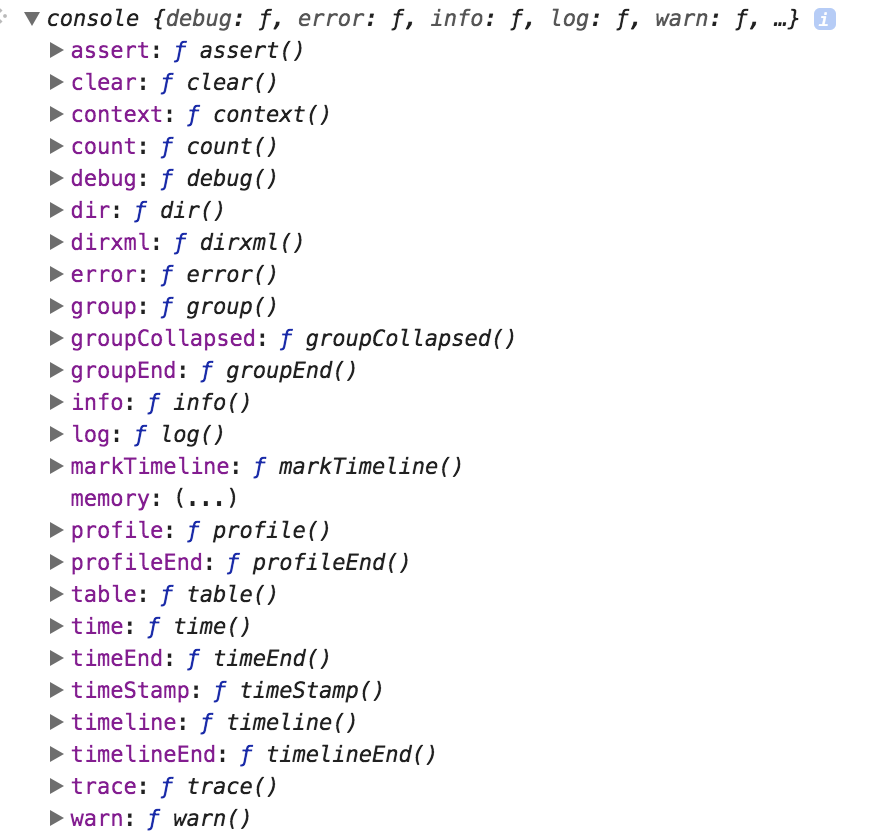 console {debug: ƒ, error: ƒ, info: ƒ, log: ƒ, warn: ƒ, …} i
assert: ƒ assert()
clear: ƒ clear()
context: ƒ context()
count: ƒ count()
debug: ƒ debug()
dir: ƒ dir()
dirxml: ƒ dirxml()
error: ƒ error()
group: ƒ group()
groupCollapsed: ƒ groupCollapsed()
groupEnd: ƒ groupEnd()
info: ƒ info()
log: ƒ log()
markTimeline: ƒ markTimeline()
memory: (...)
profile: ƒ profile()
profileEnd: ƒ profileEnd()
table: ƒ table()
time: ƒ time()
timeEnd: ƒ timeEnd()
timeStamp: ƒ timeStamp()
timeline: ƒ timeline()
timelineEnd: ƒ timelineEnd()
trace: ƒ trace()
warn: ƒ warn()